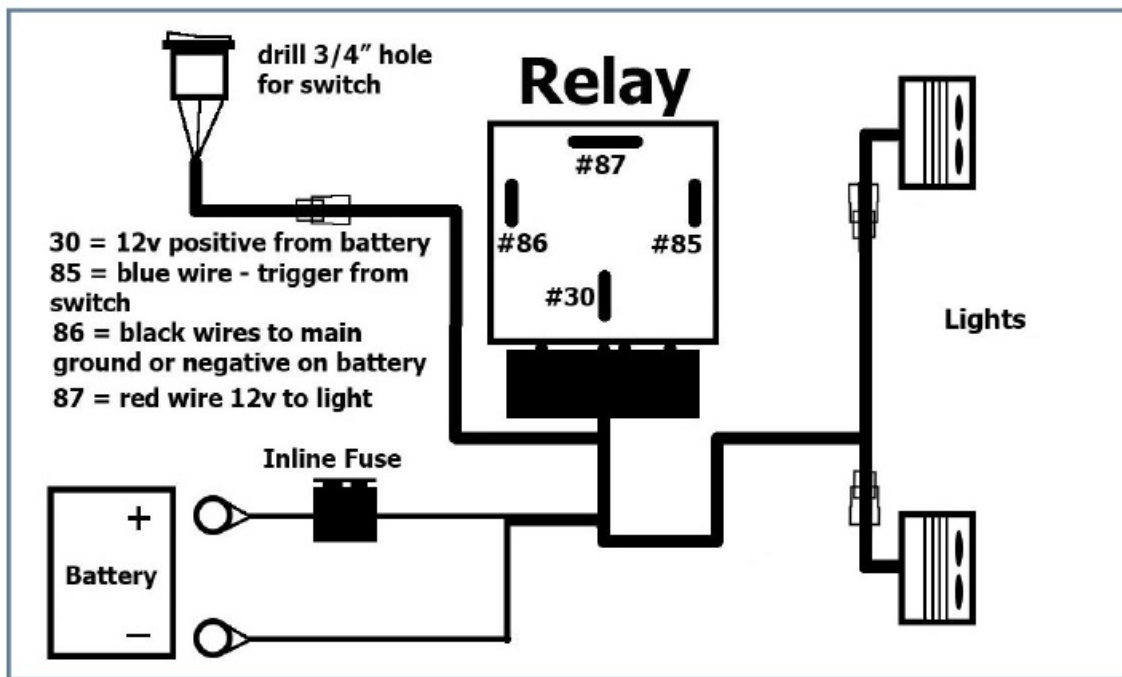 drill 3/4" hole
for switch
Relay
#87
#86
#85
#30
30 = 12v positive from battery
85 = blue wire - trigger from
switch
86 = black wires to main
ground or negative on battery
87 = red wire 12v to light
Lights
Inline Fuse
+
Battery
−